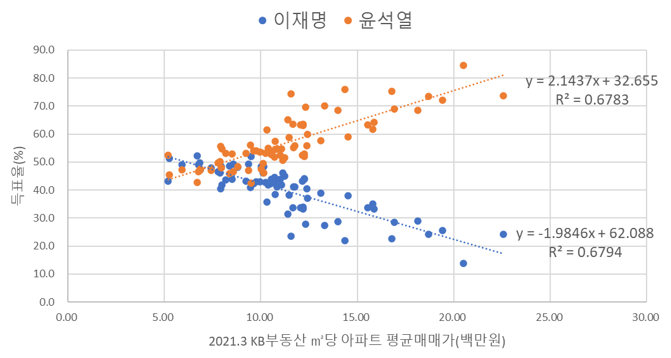 이재명 윤석열
90.0
80.0
70.0
60.0
50.0
40.0
30.0
20.0
10.0
0.0
득표율(%)
y = 2.1437x + 32.655
R² = 0.6783
y = -1.9846x + 62.088
R² = 0.6794
0.00 5.00 10.00 15.00 20.00 25.00 30.00
2021.3 KB부동산 ㎡당 아파트 평균매매가(백만원)